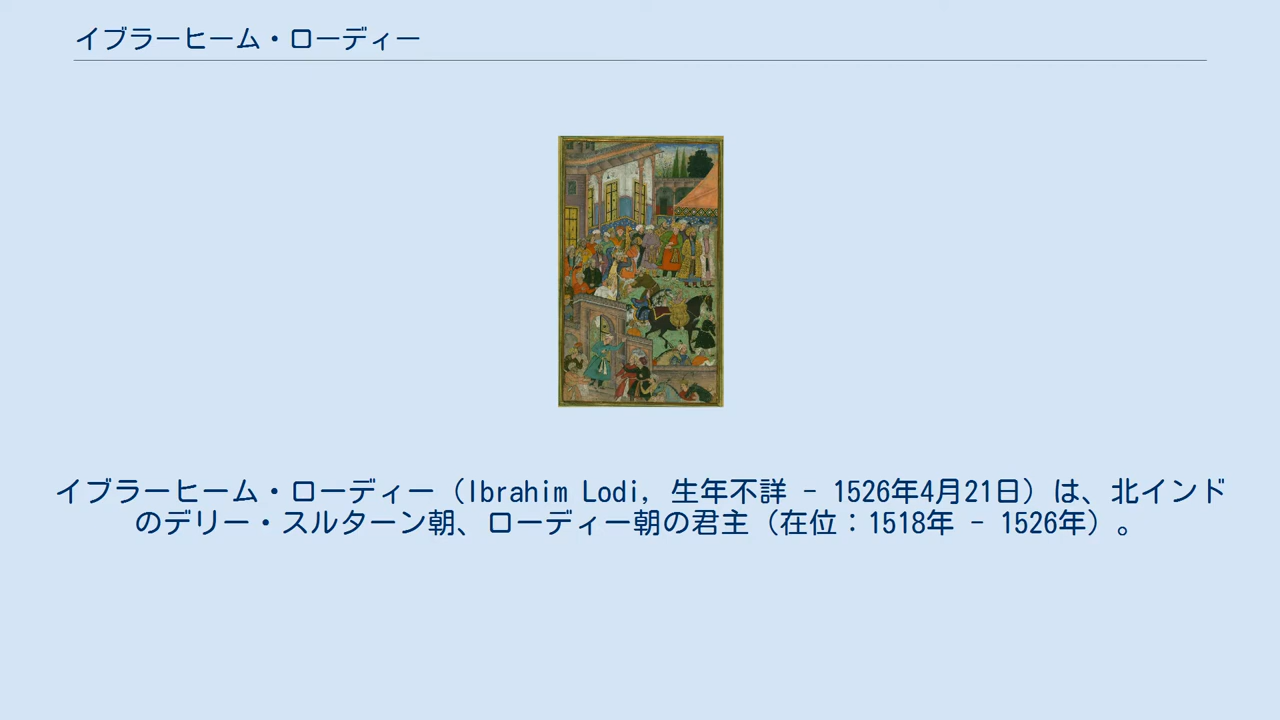 イブラーヒーム・ローディー
イブラーヒーム・ローディー（Ibrahim Lodi, 生年不詳 - 1526年4月21日）は、北インド
のデリー・スルターン朝、ローディー朝の君主（在位：1518年 - 1526年）。